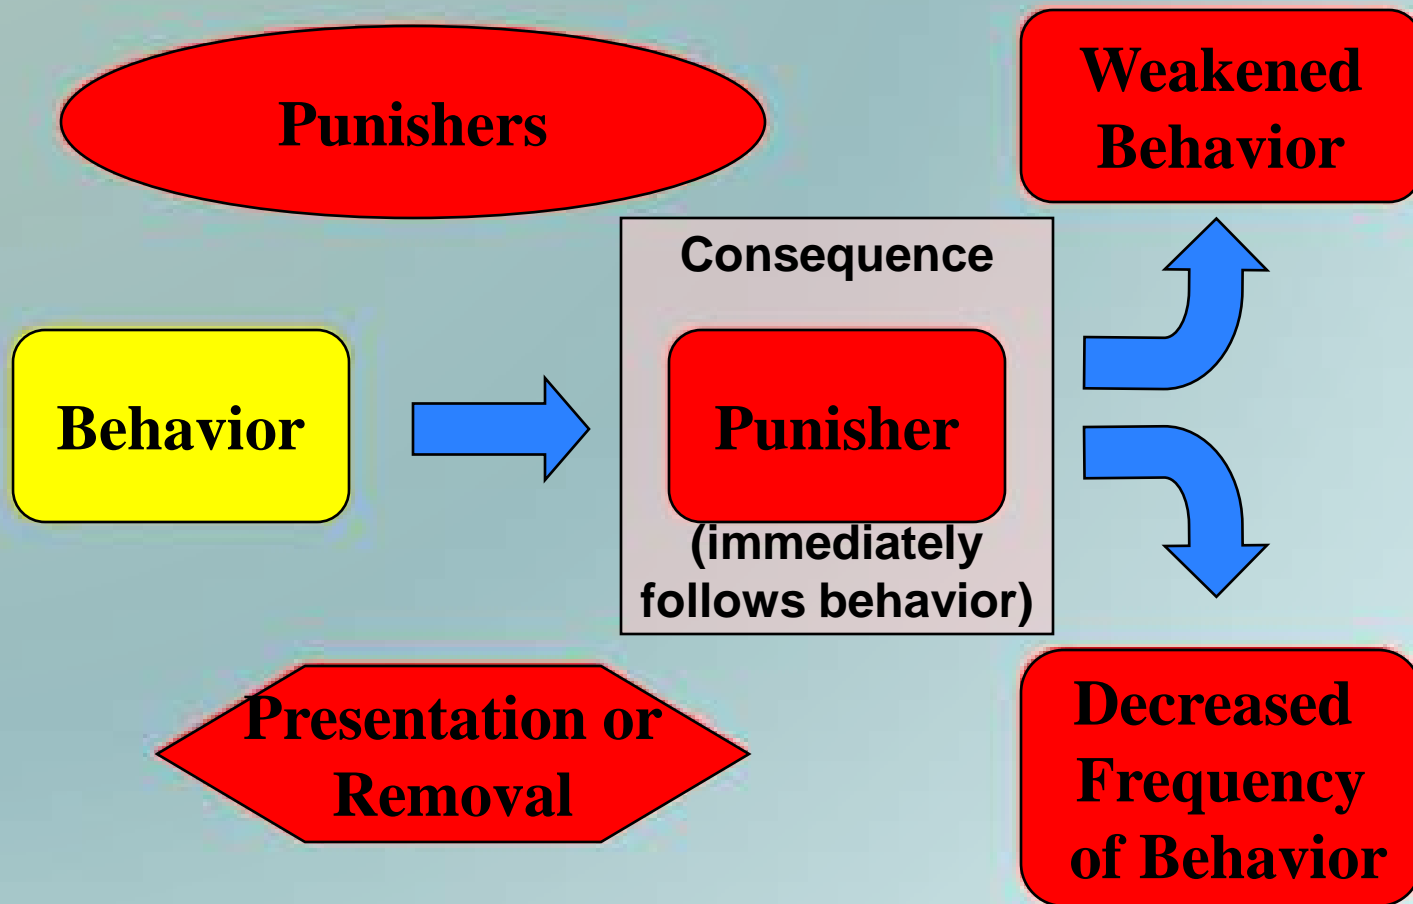 Punishers
Weakened
Behavior
Behavior
Consequence
Punisher
(immediately
follows behavior)
Presentation or
Removal
Decreased
Frequency
of Behavior